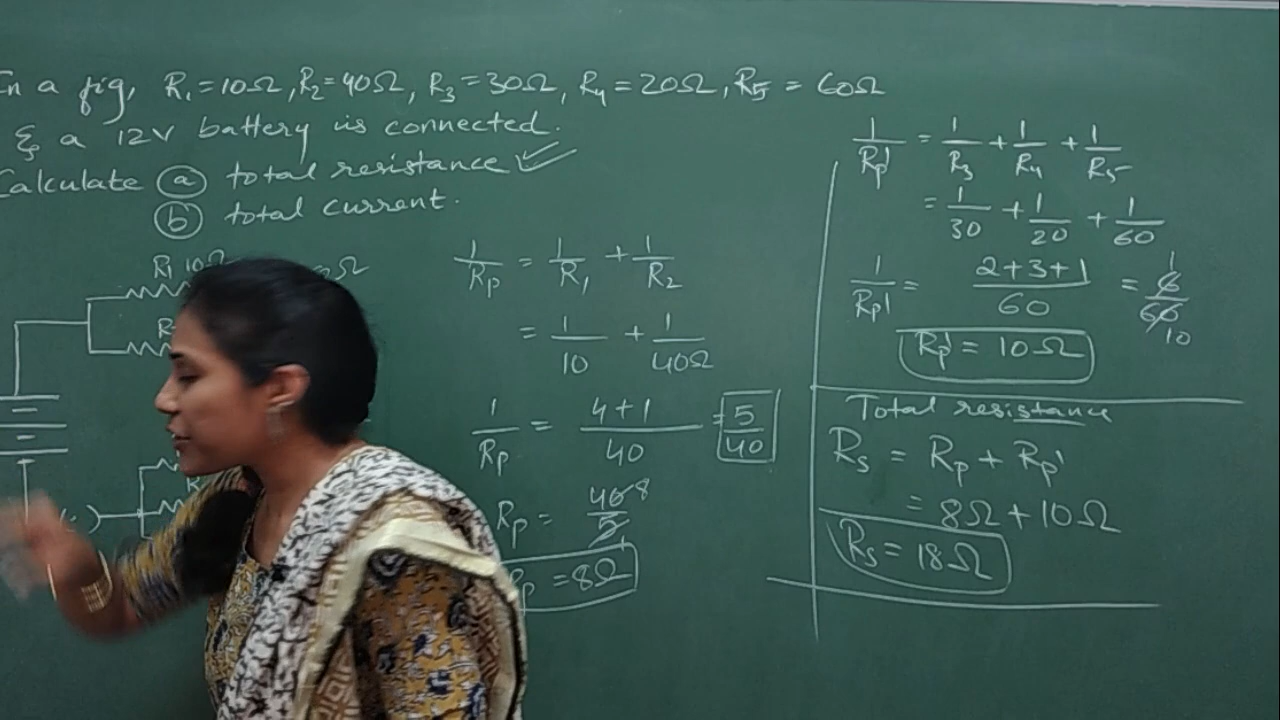 In a fig, R₁ = 10Ω, R₂ = 40Ω, R₃ = 30Ω, R₄ = 20Ω, R₅ = 60Ω
& a 12V battery is connected.
Calculate (a) total resistance ✓
(b) total current.
R₁ 10Ω
Ω
1/Rp = 1/R₁ + 1/R₂
= 1/10 + 1/40Ω
1/Rp = 4+1/40 = 5/40
Rp = 40/5 8 1
Rp = 8Ω
1/Rp' = 1/R₃ + 1/R₄ + 1/R₅
= 1/30 + 1/20 + 1/60
1/Rp' = 2+3+1/60 = 6/60 1 10
Rp' = 10Ω
Total resistance
Rs = Rp + Rp'
= 8Ω + 10Ω
Rs = 18Ω